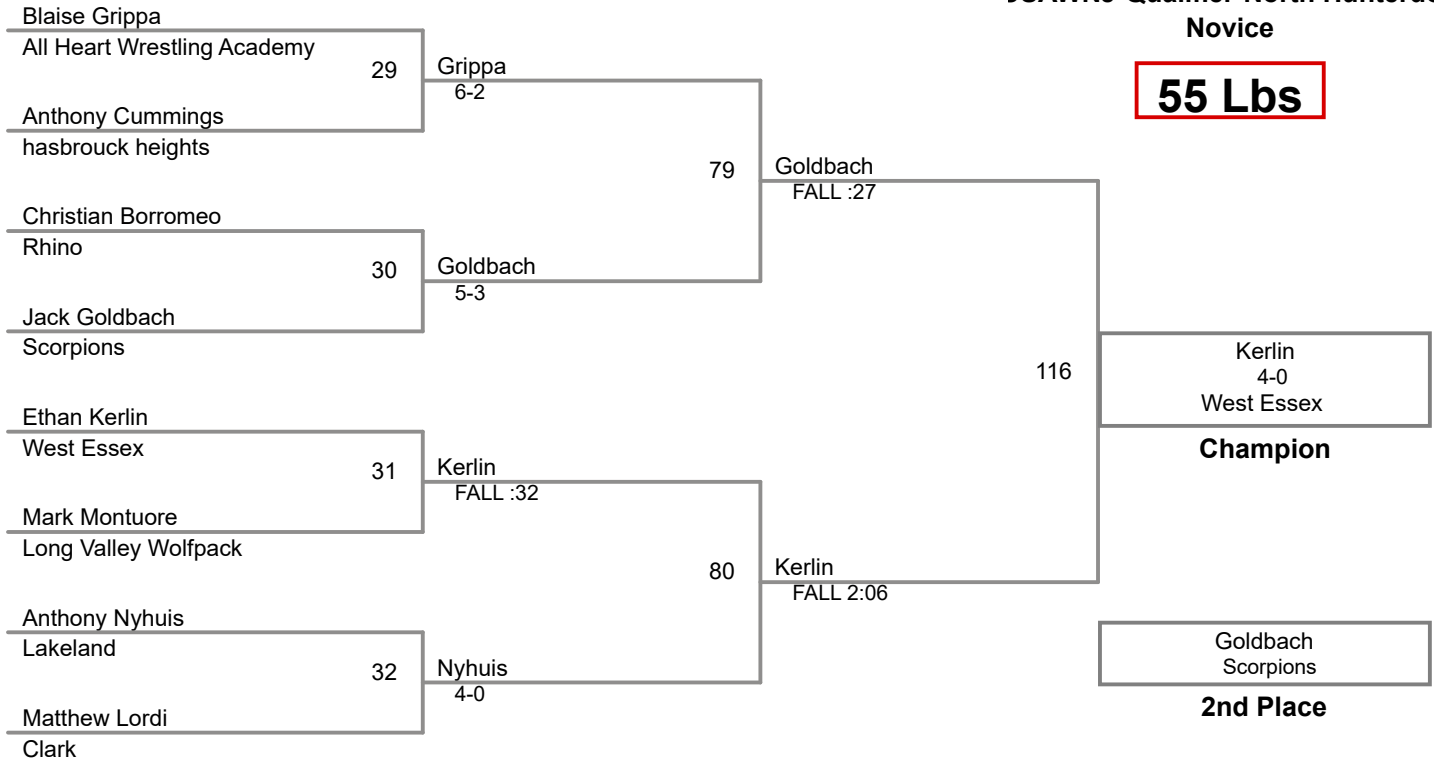 Qualifier North
Novice
55 Lbs
Blaise Grippa
All Heart Wrestling Academy
29
Grippa
6-2
Anthony Cummings
hasbrouck heights
79
Goldbach
FALL :27
Christian Borromeo
Rhino
30
Goldbach
5-3
Jack Goldbach
Scorpions
116
Kerlin
4-0
West Essex
Champion
Ethan Kerlin
West Essex
31
Kerlin
FALL :32
Mark Montuore
Long Valley Wolfpack
80
Kerlin
FALL 2:06
Anthony Nyhuis
Lakeland
32
Nyhuis
4-0
Matthew Lordi
Clark
Goldbach
Scorpions
2nd Place